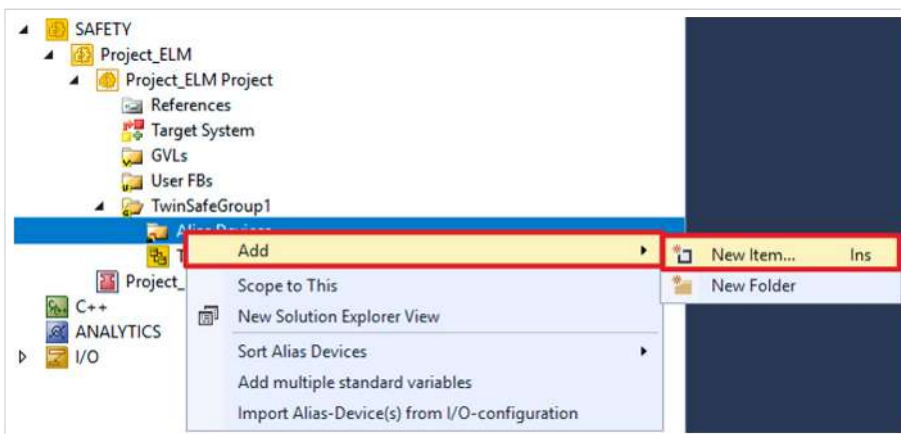 SAFETY
Project_ELM
Project_ELM Project
References
Target System
GVLs
User FBs
TwinSafeGroup1
Add
New Item... Ins
Project_
Scope to This
New Folder
C++
New Solution Explorer View
ANALYTICS
I/O
Sort Alias Devices
Add multiple standard variables
Import Alias-Device(s) from I/O-configuration